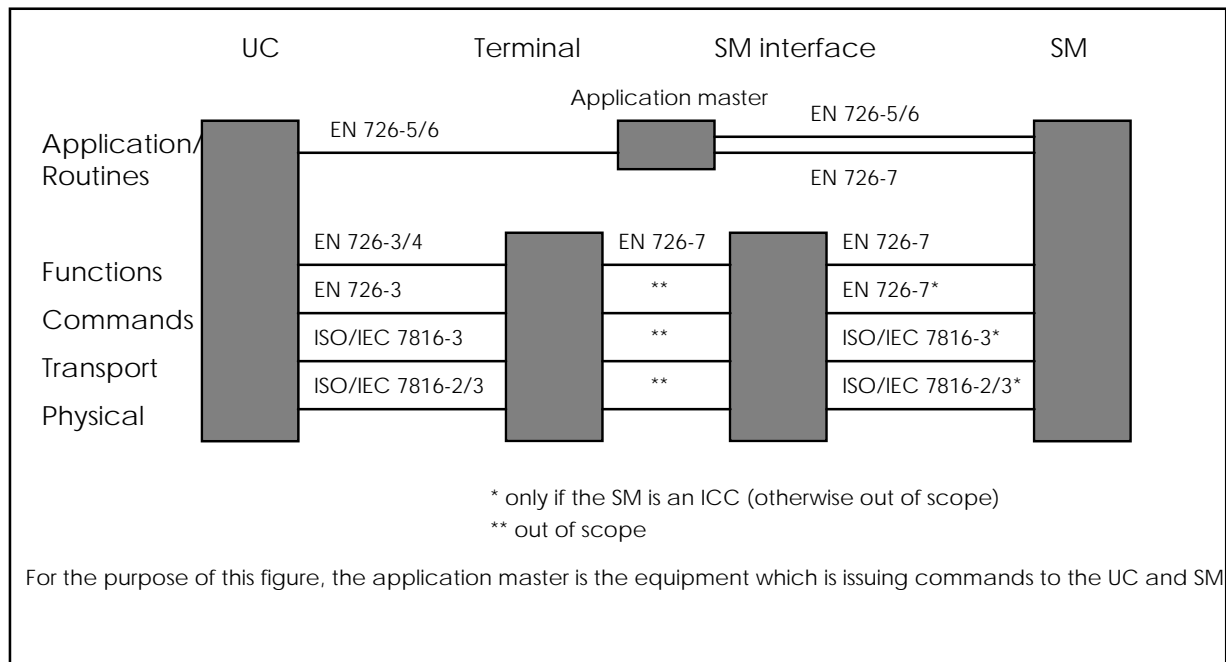 UC Terminal SM interface SM
Application master
EN 726-5/6 EN 726-5/6
Application/
Routines
EN 726-7
EN 726-3/4 EN 726-7 EN 726-7
Functions
EN 726-3 ** EN 726-7*
Commands
ISO/IEC 7816-3 ** ISO/IEC 7816-3*
Transport
ISO/IEC 7816-2/3 ** ISO/IEC 7816-2/3*
Physical
* only if the SM is an ICC (otherwise out of scope)
** out of scope
For the purpose of this figure, the application master is the equipment which is issuing commands to the UC and SM